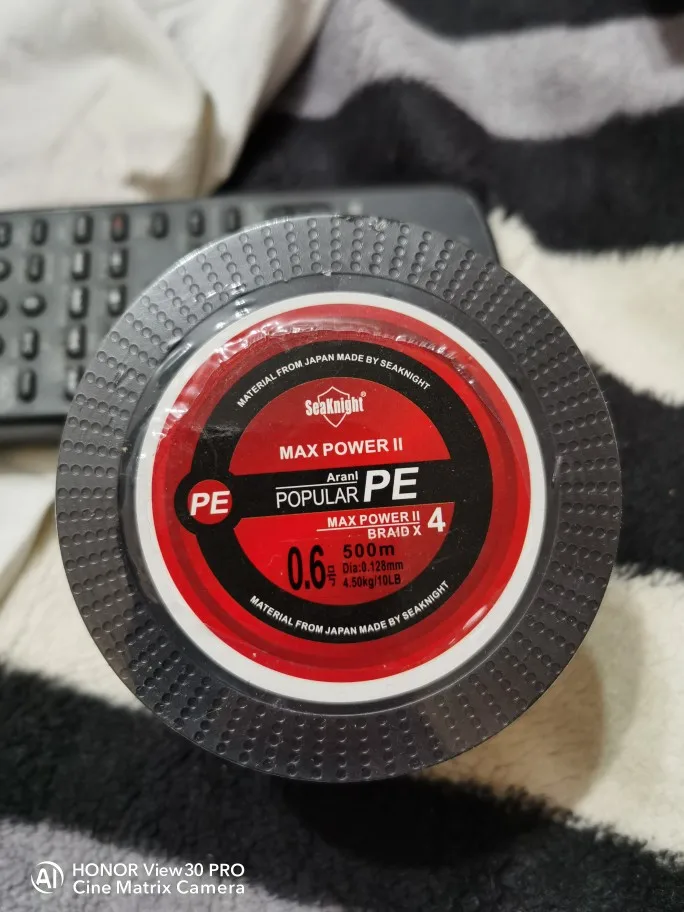 MATERIAL FROM JAPAN MADE BY SEAKNIGHT
SeaKnight®
MAX POWER II
PE
Arani
POPULAR PE
MAX POWER II
BRAID X 4
0.6
500m
Dia:0.128mm
4.50kg/10LB
MATERIAL FROM JAPAN MADE BY SEAKNIGHT
HONOR View30 PRO
Cine Matrix Camera
AI